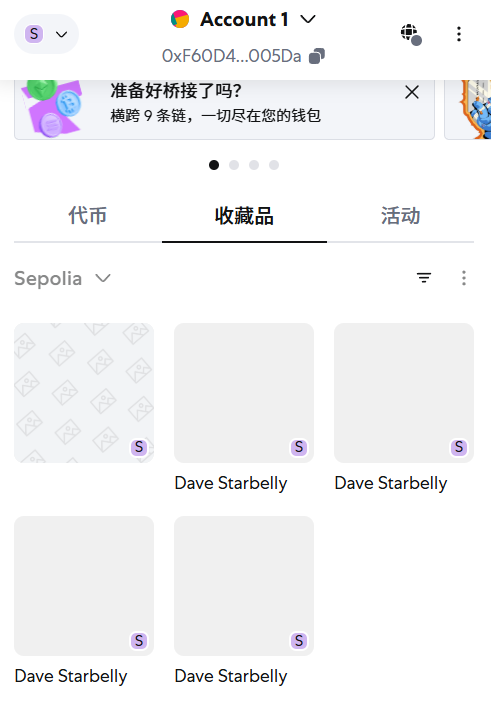 S
Account 1
0xF60D4...005Da
准备好桥接了吗?
横跨 9 条链，一切尽在您的钱包
代币
收藏品
活动
Sepolia
S
S
S
Dave Starbelly
Dave Starbelly
S
S
Dave Starbelly
Dave Starbelly